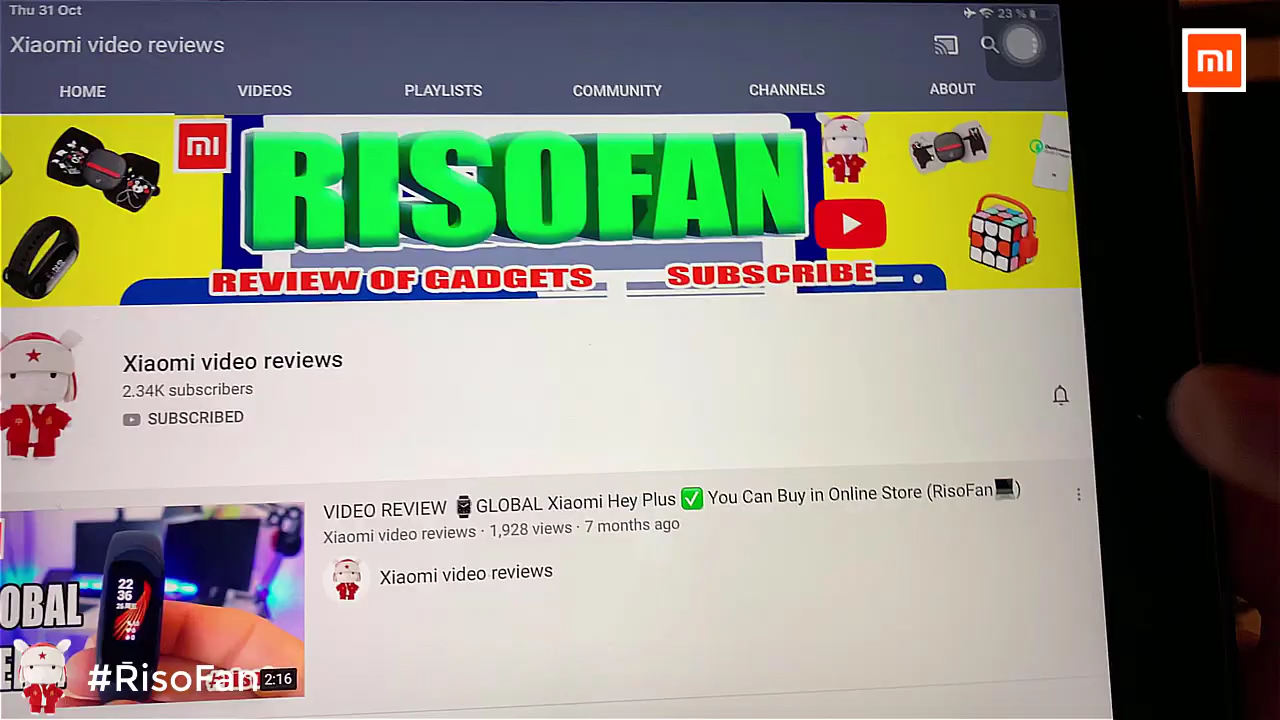 Thu 31 Oct
23 %
Xiaomi video reviews
HOME VIDEOS PLAYLISTS COMMUNITY CHANNELS ABOUT
RISOFAN
REVIEW OF GADGETS SUBSCRIBE
Xiaomi video reviews
2.34K subscribers
SUBSCRIBED
VIDEO REVIEW ⌚GLOBAL Xiaomi Hey Plus ✅ You Can Buy in Online Store (RisoFan💻)
Xiaomi video reviews · 1,928 views · 7 months ago
Xiaomi video reviews
22
36
OBAL
2:16
#RisoFan
mi
mi